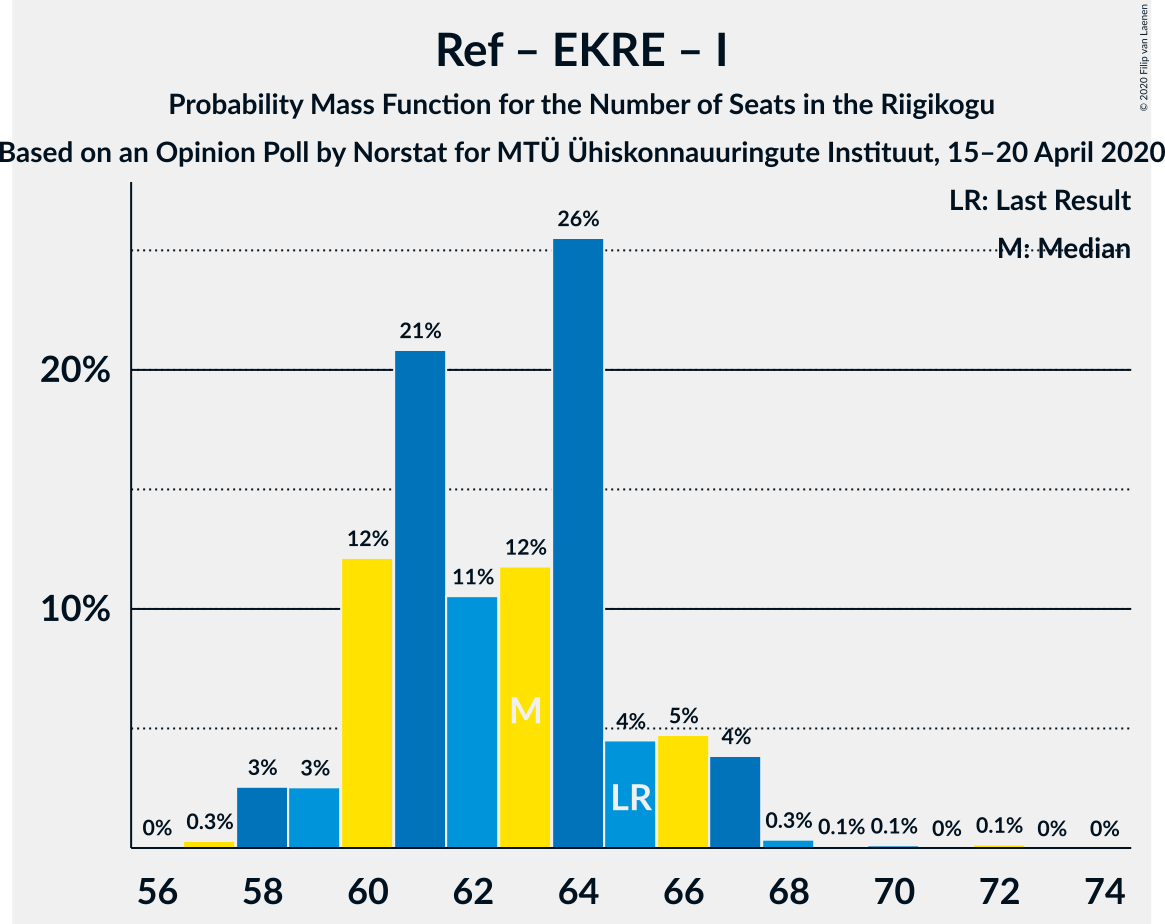 Ref – EKRE – I
Probability Mass Function for the Number of Seats in the Riigikogu
Based on an Opinion Poll by Norstat for MTÜ Ühiskonnauuringute Instituut, 15–20 April 2020
© 2020 Filip van Laenen
LR: Last Result
M: Median
26%
21%
20%
12%
12%
11%
10%
M
4%
5%
4%
3%
3%
LR
0%
0.3%
0.3%
0.1%
0.1%
0%
0.1%
0%
0%
56 58 60 62 64 66 68 70 72 74